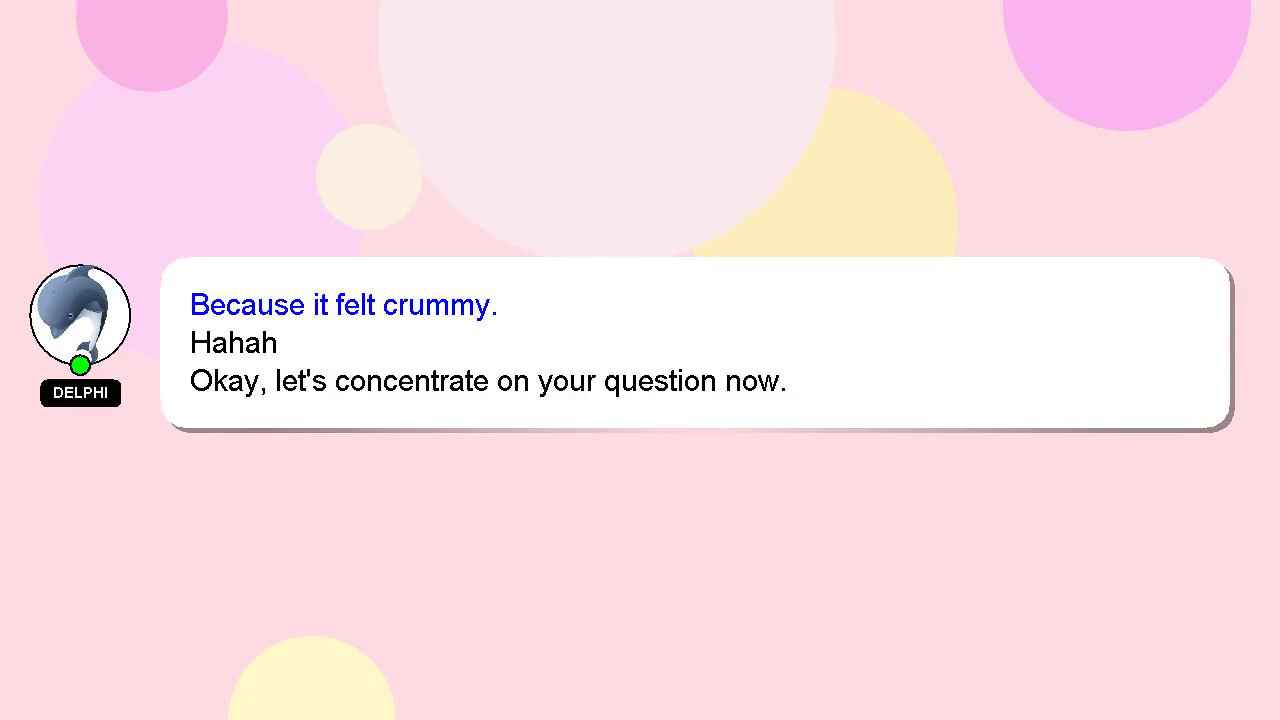 Because it felt crummy.
Hahah
Okay, let's concentrate on your question now.
DELPHI